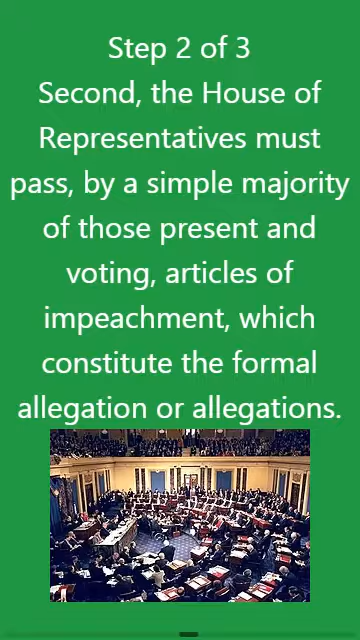 Step 2 of 3
Second, the House of
Representatives must
pass, by a simple majority
of those present and
voting, articles of
impeachment, which
constitute the formal
allegation or allegations.